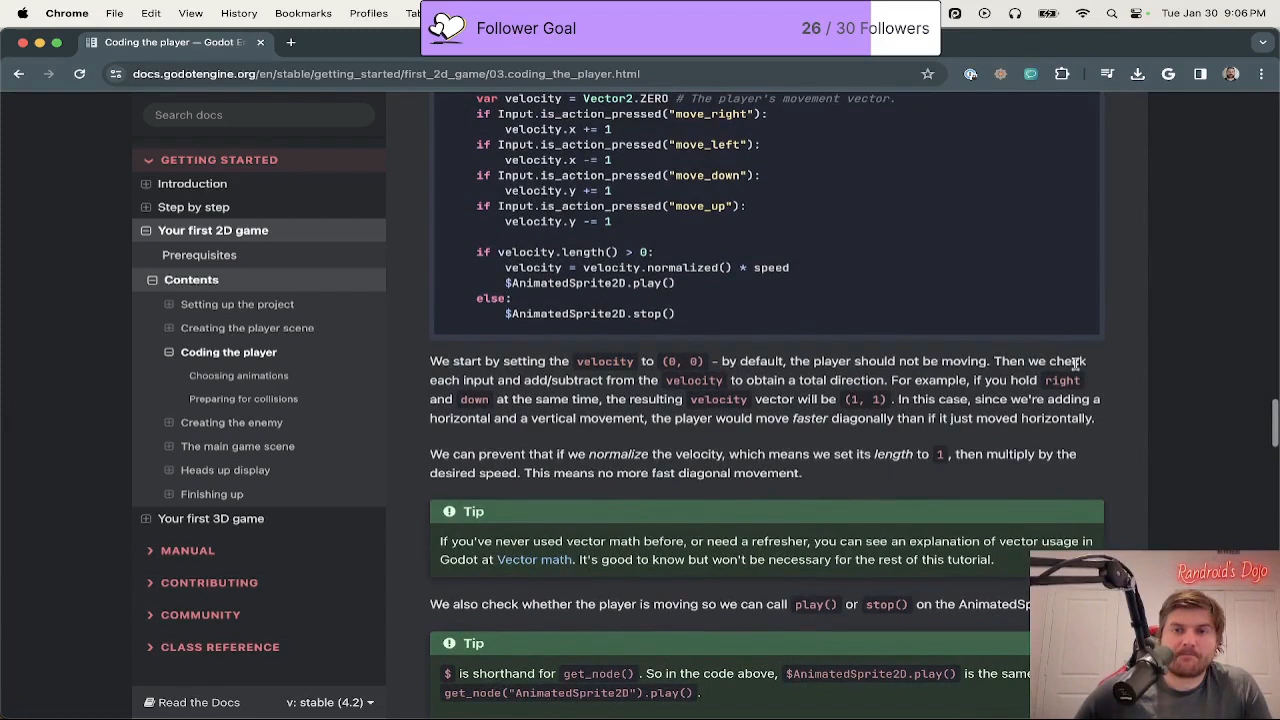 Chrome
File
Edit
View
History
Bookmarks
Profiles
Tue Jan 30 9:06 PM
Follower Goal
26 / 30 Followers
Coding the player — Godot E
docs.godotengine.org/en/stable/getting_started/first_2d_game/03.coding_the_player.html
Search docs
GETTING STARTED
Introduction
Step by step
Your first 2D game
Prerequisites
Contents
Setting up the project
Creating the player scene
Coding the player
Choosing animations
Preparing for collisions
Creating the enemy
The main game scene
Heads up display
Finishing up
Your first 3D game
MANUAL
CONTRIBUTING
COMMUNITY
CLASS REFERENCE
Read the Docs
v: stable (4.2)
var velocity = Vector2.ZERO # The player's movement vector.
if Input.is_action_pressed("move_right"):
velocity.x += 1
if Input.is_action_pressed("move_left"):
velocity.x -= 1
if Input.is_action_pressed("move_down"):
velocity.y += 1
if Input.is_action_pressed("move_up"):
velocity.y -= 1
if velocity.length() > 0:
velocity = velocity.normalized() * speed
$AnimatedSprite2D.play()
else:
$AnimatedSprite2D.stop()
We start by setting the velocity to (0, 0) - by default, the player should not be moving. Then we check
each input and add/subtract from the velocity to obtain a total direction. For example, if you hold right
and down at the same time, the resulting velocity vector will be (1, 1). In this case, since we're adding a
horizontal and a vertical movement, the player would move faster diagonally than if it just moved horizontally.
We can prevent that if we normalize the velocity, which means we set its length to 1, then multiply by the
desired speed. This means no more fast diagonal movement.
Tip
If you've never used vector math before, or need a refresher, you can see an explanation of vector usage in
Godot at Vector math. It's good to know but won't be necessary for the rest of this tutorial.
We also check whether the player is moving so we can call play() or stop() on the AnimatedSp
Tip
$ is shorthand for get_node(). So in the code above, $AnimatedSprite2D.play() is the same
get_node("AnimatedSprite2D").play().
Randroid's Dojo